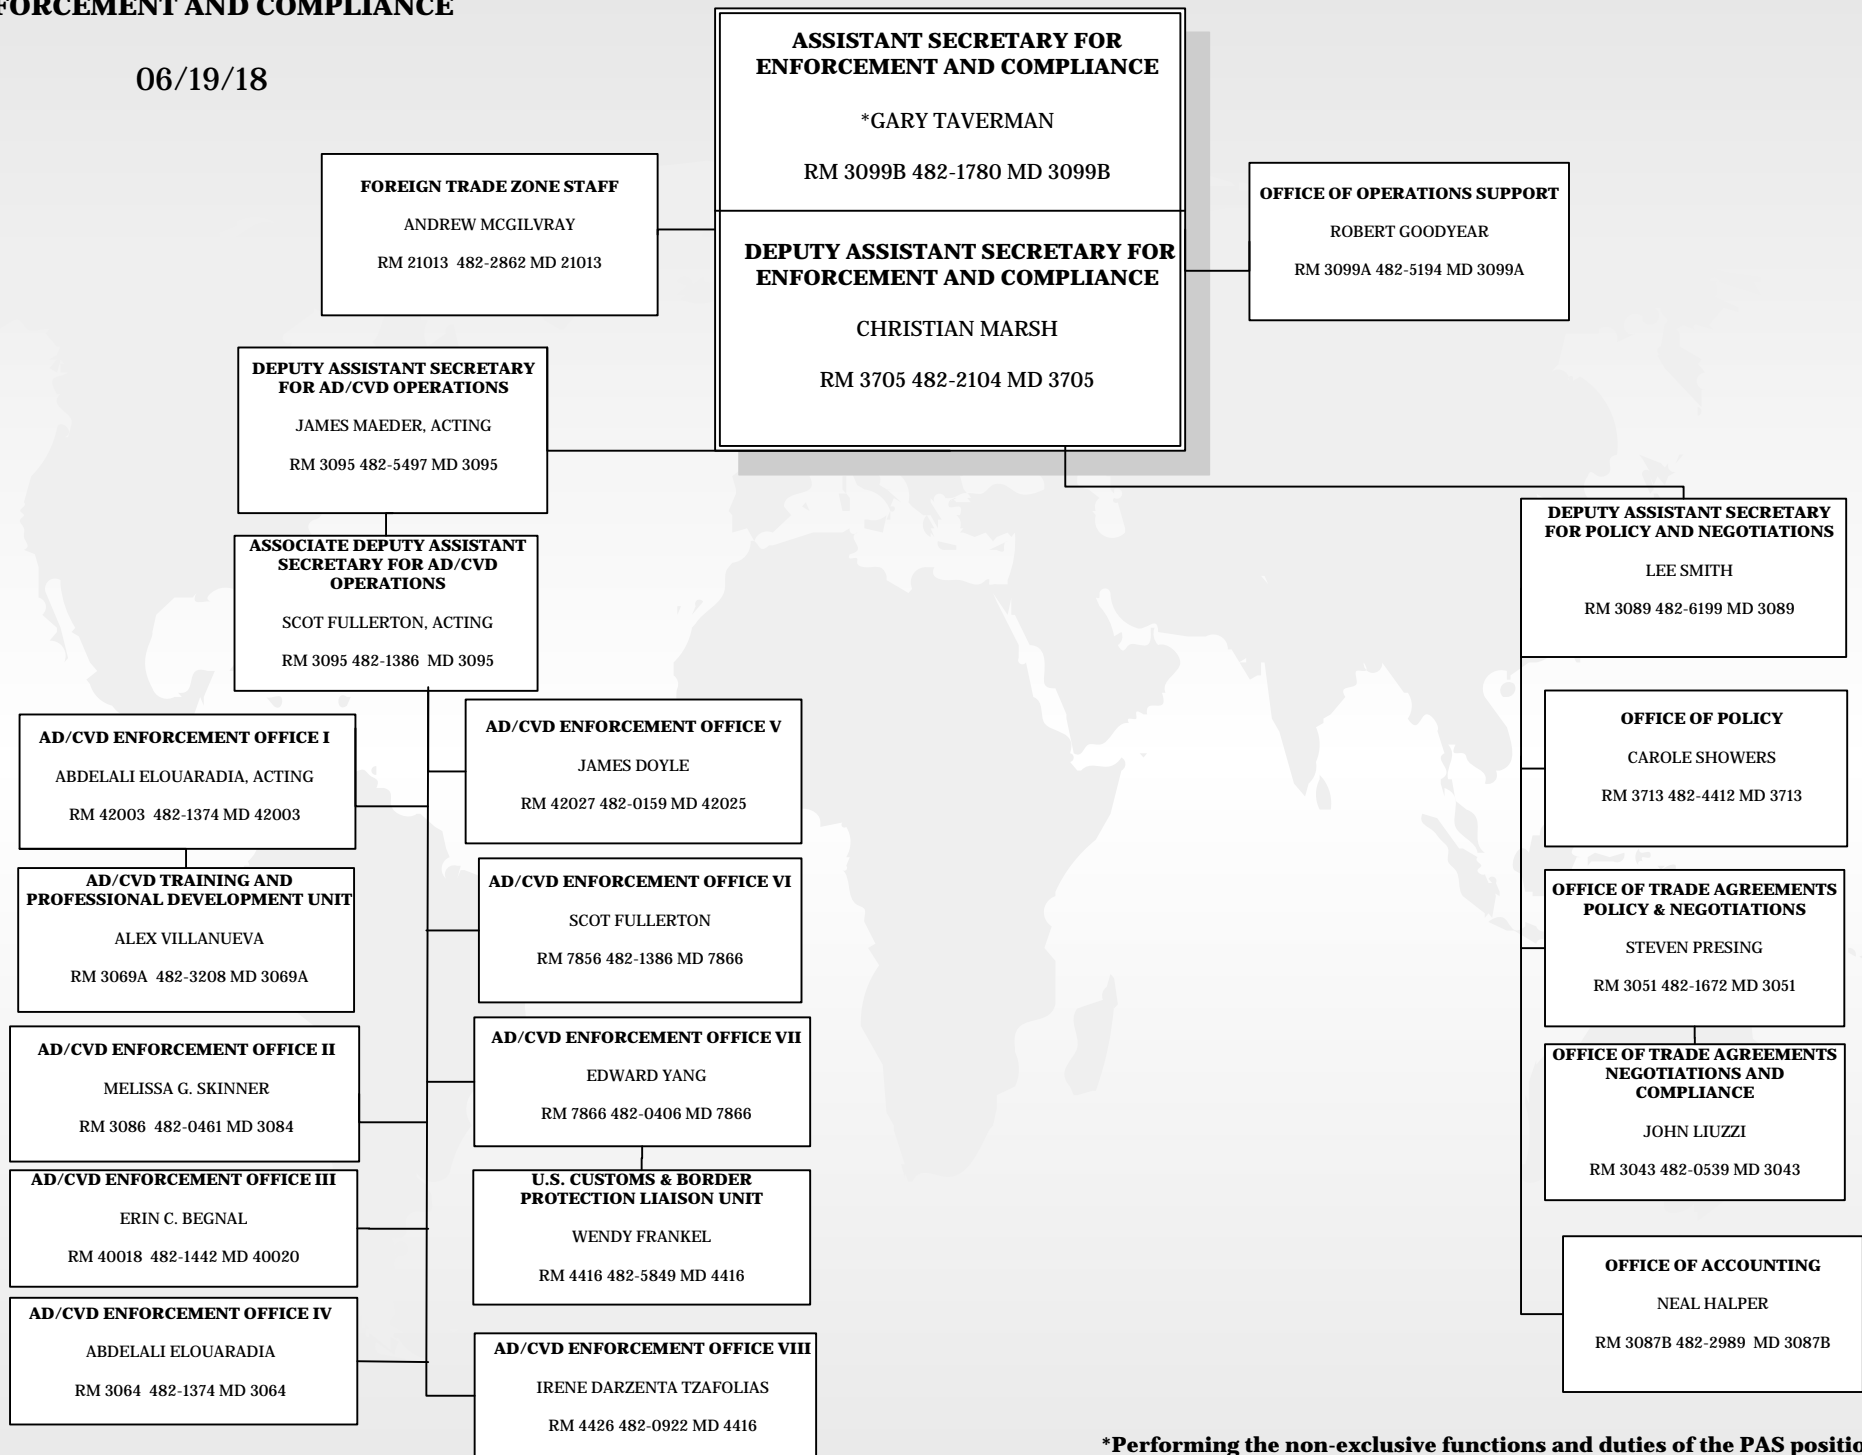 FORCEMENT AND COMPLIANCE
06/19/18
ASSISTANT SECRETARY FOR
ENFORCEMENT AND COMPLIANCE
*GARY TAVERMAN
RM 3099B 482-1780 MD 3099B
FOREIGN TRADE ZONE STAFF
ANDREW MCGILVRAY
RM 21013 482-2862 MD 21013
OFFICE OF OPERATIONS SUPPORT
ROBERT GOODYEAR
RM 3099A 482-5194 MD 3099A
DEPUTY ASSISTANT SECRETARY FOR
ENFORCEMENT AND COMPLIANCE
CHRISTIAN MARSH
RM 3705 482-2104 MD 3705
DEPUTY ASSISTANT SECRETARY
FOR AD/CVD OPERATIONS
JAMES MAEDER, ACTING
RM 3095 482-5497 MD 3095
ASSOCIATE DEPUTY ASSISTANT
SECRETARY FOR AD/CVD
OPERATIONS
SCOT FULLERTON, ACTING
RM 3095 482-1386 MD 3095
AD/CVD ENFORCEMENT OFFICE I
ABDELALI ELOUARADIA, ACTING
RM 42003 482-1374 MD 42003
AD/CVD TRAINING AND
PROFESSIONAL DEVELOPMENT UNIT
ALEX VILLANUEVA
RM 3069A 482-3208 MD 3069A
AD/CVD ENFORCEMENT OFFICE II
MELISSA G. SKINNER
RM 3086 482-0461 MD 3084
AD/CVD ENFORCEMENT OFFICE III
ERIN C. BEGNAL
RM 40018 482-1442 MD 40020
AD/CVD ENFORCEMENT OFFICE IV
ABDELALI ELOUARADIA
RM 3064 482-1374 MD 3064
AD/CVD ENFORCEMENT OFFICE V
JAMES DOYLE
RM 42027 482-0159 MD 42025
AD/CVD ENFORCEMENT OFFICE VI
SCOT FULLERTON
RM 7856 482-1386 MD 7866
AD/CVD ENFORCEMENT OFFICE VII
EDWARD YANG
RM 7866 482-0406 MD 7866
U.S. CUSTOMS & BORDER
PROTECTION LIAISON UNIT
WENDY FRANKEL
RM 4416 482-5849 MD 4416
AD/CVD ENFORCEMENT OFFICE VIII
IRENE DARZENTA TZAFOLIAS
RM 4426 482-0922 MD 4416
DEPUTY ASSISTANT SECRETARY
FOR POLICY AND NEGOTIATIONS
LEE SMITH
RM 3089 482-6199 MD 3089
OFFICE OF POLICY
CAROLE SHOWERS
RM 3713 482-4412 MD 3713
OFFICE OF TRADE AGREEMENTS
POLICY & NEGOTIATIONS
STEVEN PRESING
RM 3051 482-1672 MD 3051
OFFICE OF TRADE AGREEMENTS
NEGOTIATIONS AND
COMPLIANCE
JOHN LIUZZI
RM 3043 482-0539 MD 3043
OFFICE OF ACCOUNTING
NEAL HALPER
RM 3087B 482-2989 MD 3087B
*Performing the non-exclusive functions and duties of the PAS positio